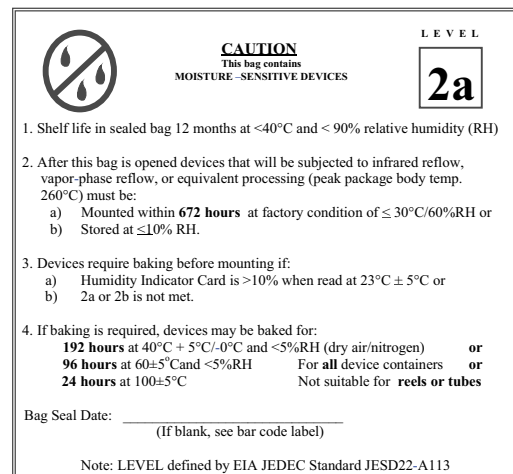 LEVEL
CAUTION
This bag contains
MOISTURE –SENSITIVE DEVICES
2a
1. Shelf life in sealed bag 12 months at <40°C and < 90% relative humidity (RH)
2. After this bag is opened devices that will be subjected to infrared reflow,
vapor-phase reflow, or equivalent processing (peak package body temp.
260°C) must be:
a) Mounted within 672 hours at factory condition of ≤ 30°C/60%RH or
b) Stored at ≤10% RH.
3. Devices require baking before mounting if:
a) Humidity Indicator Card is >10% when read at 23°C ± 5°C or
b) 2a or 2b is not met.
4. If baking is required, devices may be baked for:
192 hours at 40°C + 5°C/-0°C and <5%RH (dry air/nitrogen) or
96 hours at 60±5°Cand <5%RH For all device containers or
24 hours at 100±5°C Not suitable for reels or tubes
Bag Seal Date: ______________________________
(If blank, see bar code label)
Note: LEVEL defined by EIA JEDEC Standard JESD22-A113